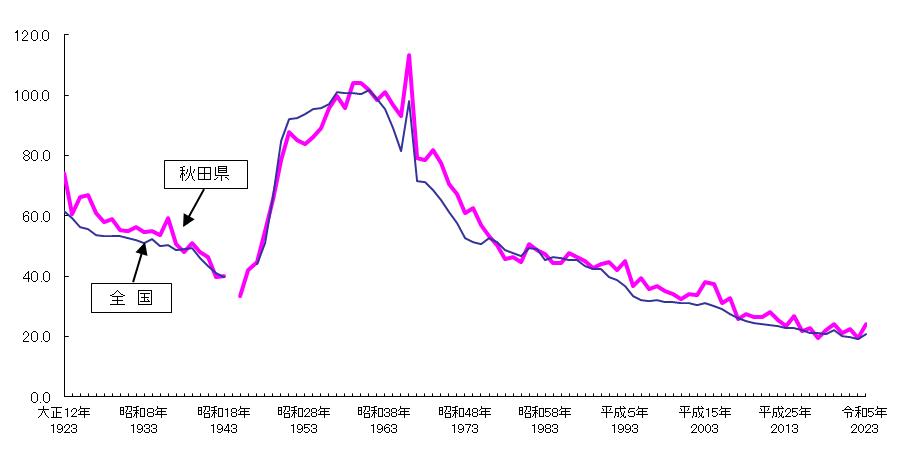 120.0
100.0
80.0
60.0
40.0
20.0
0.0
秋田県
全 国
大正12年 昭和8年 昭和18年 昭和28年 昭和38年 昭和48年 昭和58年 平成5年 平成15年 平成25年 令和5年
1923 1933 1943 1953 1963 1973 1983 1993 2003 2013 2023